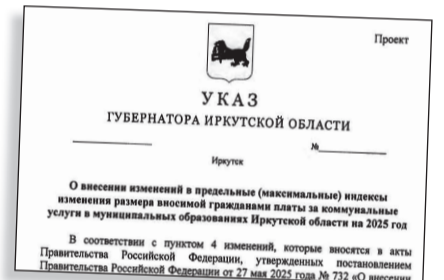 Проект
УКАЗ
ГУБЕРНАТОРА ИРКУТСКОЙ ОБЛАСТИ
№
Иркутск
О внесении изменений в предельные (максимальные) индексы
изменения размера вносимой гражданами платы за коммунальные
услуги в муниципальных образованиях Иркутской области на 2025 год
В соответствии с пунктом 4 изменений, которые вносятся в акты
Правительства Российской Федерации, утвержденных постановлением
Правительства Российской Федерации от 27 мая 2025 года № 732 «О внесении